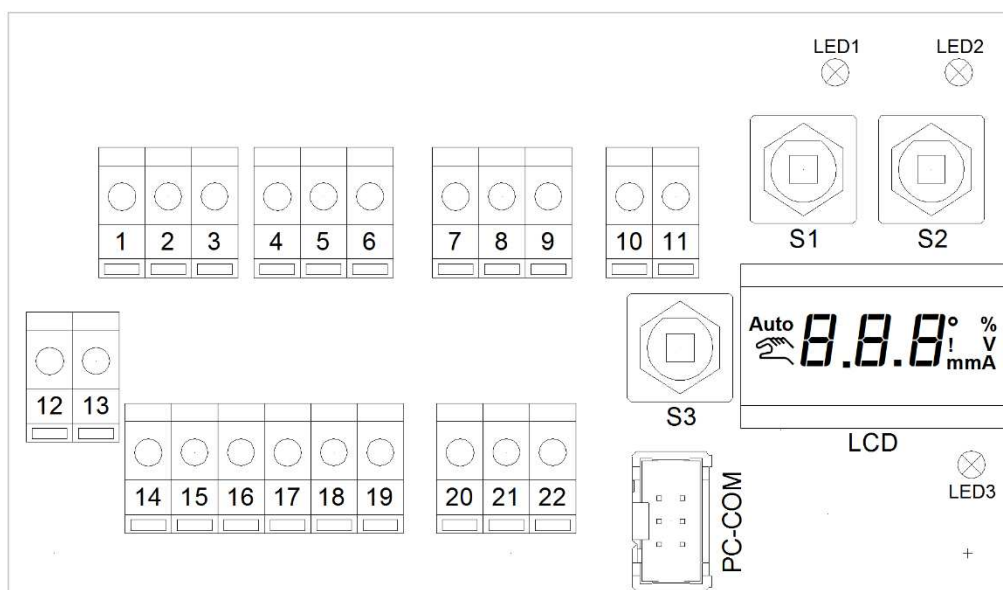 LED1 LED2
S1 S2
1 2 3 4 5 6 7 8 9 10 11
Auto 8.8.8 ° %
! V
mmA
S3
LCD
12 13
14 15 16 17 18 19 20 21 22
PC-COM
LED3